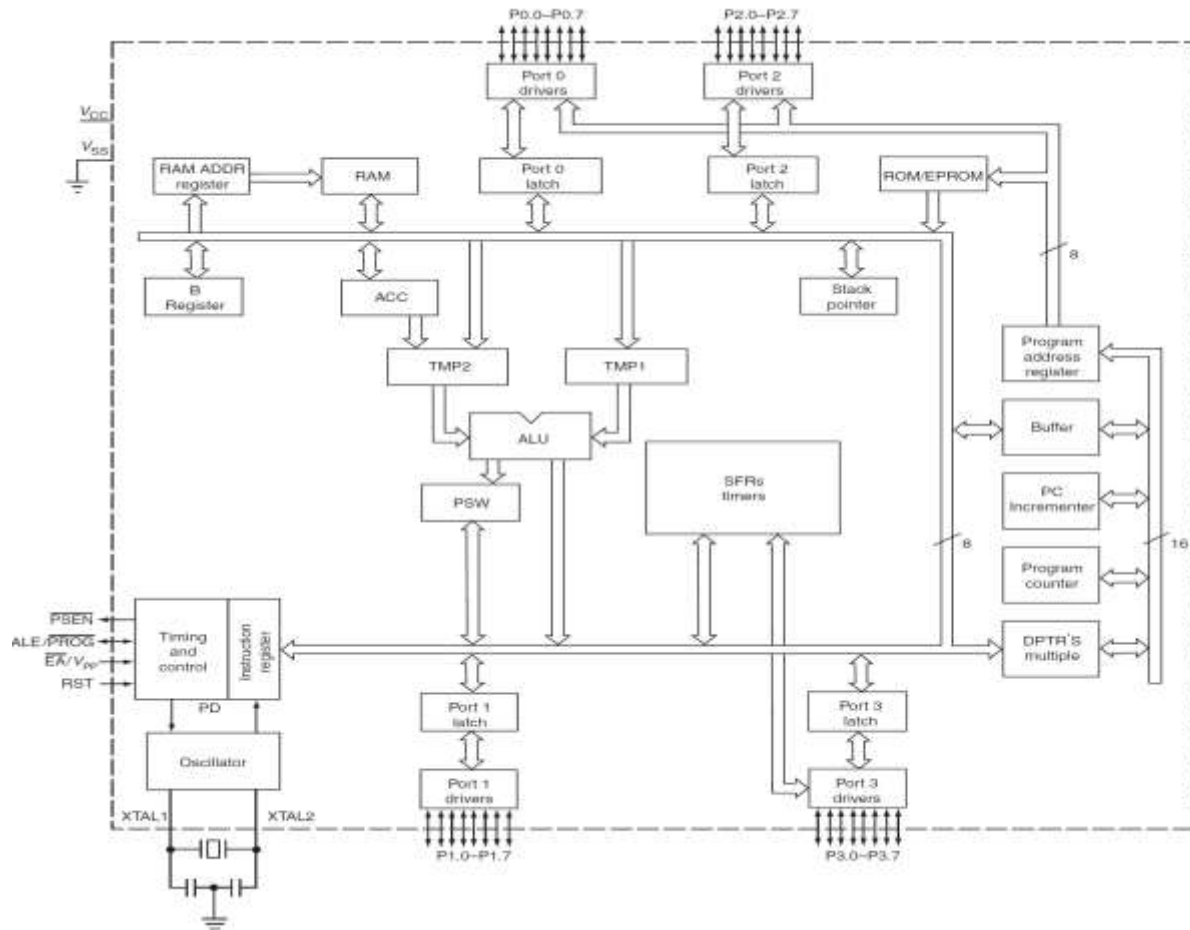 P0.0–P0.7
P2.0–P2.7
Port 0
drivers
Port 2
drivers
VCC
VSS
RAM ADDR
register
RAM
Port 0
latch
Port 2
latch
ROM/EPROM
8
B
Register
ACC
Stack
pointer
TMP2
TMP1
Program
address
register
ALU
Buffer
PSW
SFRs
timers
PC
Incrementer
8
16
Program
counter
PSEN
ALE/PROG
EA/VPP
RST
Timing
and
control
Instruction
register
DPTR'S
multiple
PD
Port 1
latch
Port 3
latch
Oscillator
Port 1
drivers
Port 3
drivers
XTAL1
XTAL2
P1.0–P1.7
P3.0–P3.7